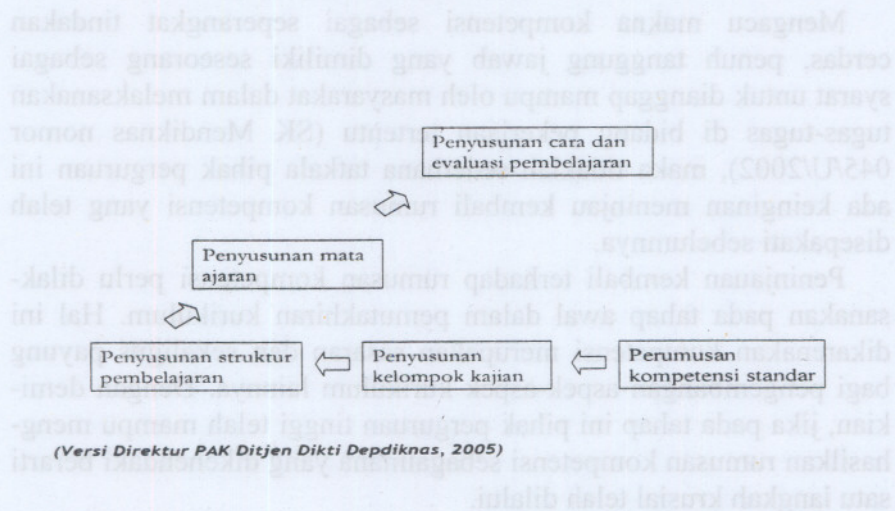 Penyusunan cara dan
evaluasi pembelajaran
Penyusunan mata
ajaran
Penyusunan struktur
pembelajaran
Penyusunan
kelompok kajian
Perumusan
kompetensi standar
(Versi Direktur PAK Ditjen Dikti Depdiknas, 2005)
Mengacu makna kompetensi sebagai seperangkat tindakan
cerdas, penuh tanggung jawab yang dimiliki seseorang sebagai
syarat untuk dianggap mampu oleh masyarakat dalam melaksanakan
tugas-tugas di bidang pekerjaan tertentu (SK Mendiknas nomor
045/U/2002), maka tatkala pihak perguruan ini
ada keinginan meninjau kembali rumusan kompetensi yang telah
disepakati sebelumnya.
Peninjauan kembali terhadap rumusan kompetensi perlu dilak-
sanakan pada tahap awal dalam pemutakhiran kurikulum. Hal ini
dikarenakan kompetensi payung
bagi pengembangan aspek-aspek kurikulum lainnya. Dengan demi-
kian, jika pada tahap ini pihak perguruan tinggi telah mampu meng-
hasilkan rumusan kompetensi sebagaimana yang dikehendaki berarti
satu langkah krusial telah dilalui.